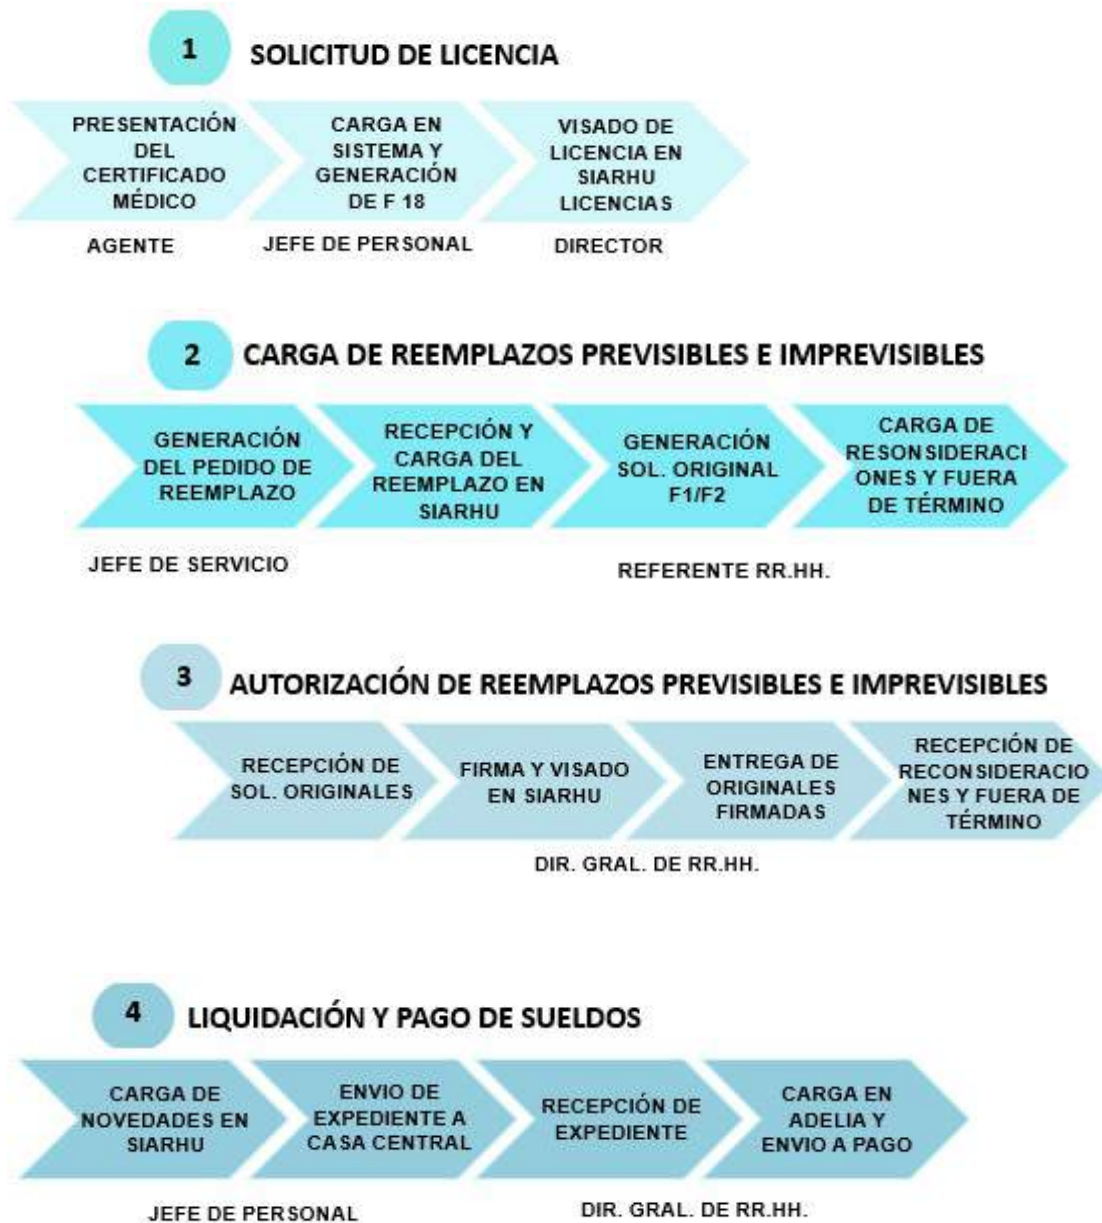 1 SOLICITUD DE LICENCIA
PRESENTACIÓN
DEL
CERTIFICADO
MÉDICO
CARGA EN
SISTEMA Y
GENERACIÓN
DE F 18
VISADO DE
LICENCIA EN
SIARHU
LICENCIAS
AGENTE
JEFE DE PERSONAL
DIRECTOR
2 CARGA DE REEMPLAZOS PREVISIBLES E IMPREVISIBLES
GENERACIÓN
DEL PEDIDO DE
REEMPLAZO
RECEPCIÓN Y
CARGA DEL
REEMPLAZO EN
SIARHU
GENERACIÓN
SOL. ORIGINAL
F1/F2
CARGA DE
RESONSIDERACI
ONES Y FUERA
DE TÉRMINO
JEFE DE SERVICIO
REFERENTE RR.HH.
3 AUTORIZACIÓN DE REEMPLAZOS PREVISIBLES E IMPREVISIBLES
RECEPCIÓN DE
SOL. ORIGINALES
FIRMA Y VISADO
EN SIARHU
ENTREGA DE
ORIGINALES
FIRMADAS
RECEPCIÓN DE
RECONSIDERACIO
NES Y FUERA DE
TÉRMINO
DIR. GRAL. DE RR.HH.
4 LIQUIDACIÓN Y PAGO DE SUELDOS
CARGA DE
NOVEDADES EN
SIARHU
ENVIO DE
EXPEDIENTE A
CASA CENTRAL
RECEPCIÓN DE
EXPEDIENTE
CARGA EN
ADELIA Y
ENVIO A PAGO
JEFE DE PERSONAL
DIR. GRAL. DE RR.HH.